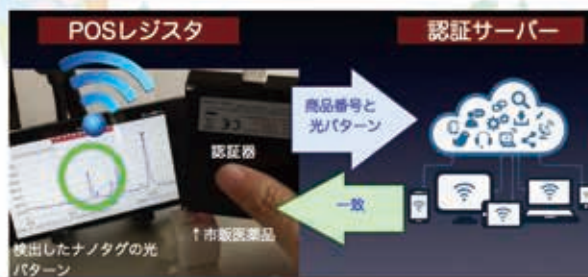 POSレジスタ
認証サーバー
商品番号と
光パターン
認証器
一致
↑市販医薬品
検出したナノタグの光
パターン